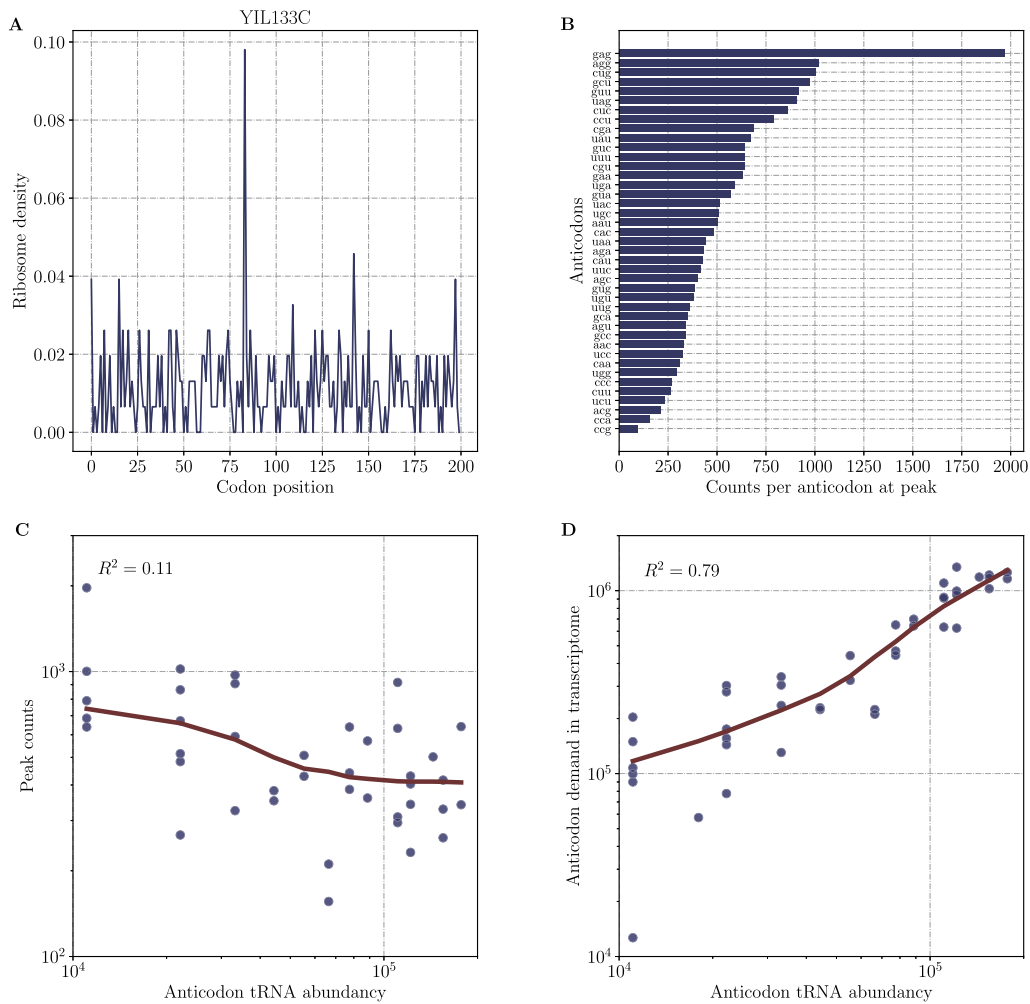 A
YIL133C
Ribosome density
0.10
0.08
0.06
0.04
0.02
0.00
0 25 50 75 100 125 150 175 200
Codon position
B
Anticodons
gag
agg
cug
gcu
guu
uag
cuc
ccu
cga
uau
guc
uuu
cgu
gaa
uga
gua
uac
ugc
aau
cac
uaa
aga
cau
uuc
agc
gug
ugu
uug
gca
agu
gcc
aac
ucc
caa
ugg
ccc
cuu
ucu
acg
cca
ccg
0 250 500 750 1000 1250 1500 1750 2000
Counts per anticodon at peak
C
R² = 0.11
Peak counts
10³
10²
10⁴ 10⁵
Anticodon tRNA abundancy
D
R² = 0.79
Anticodon demand in transcriptome
10⁶
10⁵
10⁴
10⁴ 10⁵
Anticodon tRNA abundancy